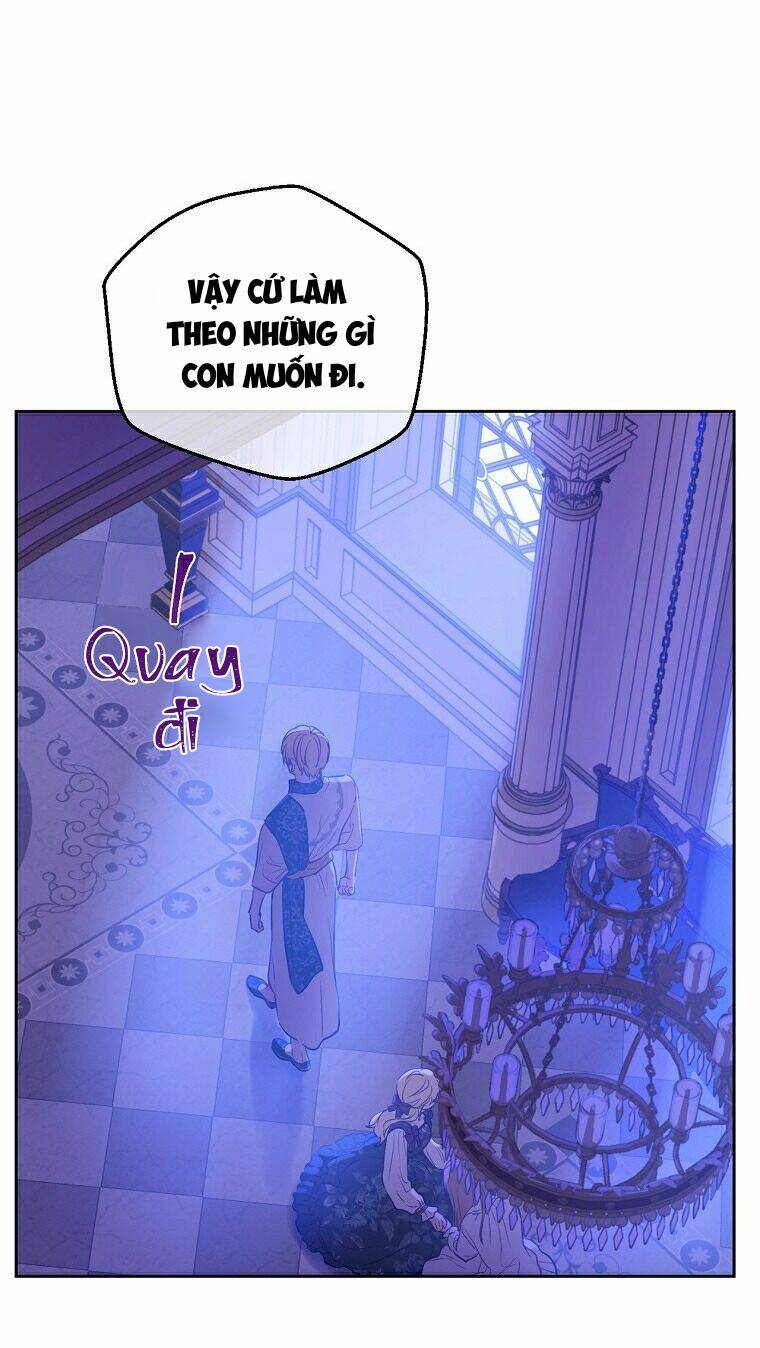 VẬY CỨ LÀM
THEO NHỮNG GÌ
CON MUỐN ĐI.
Quay
đi